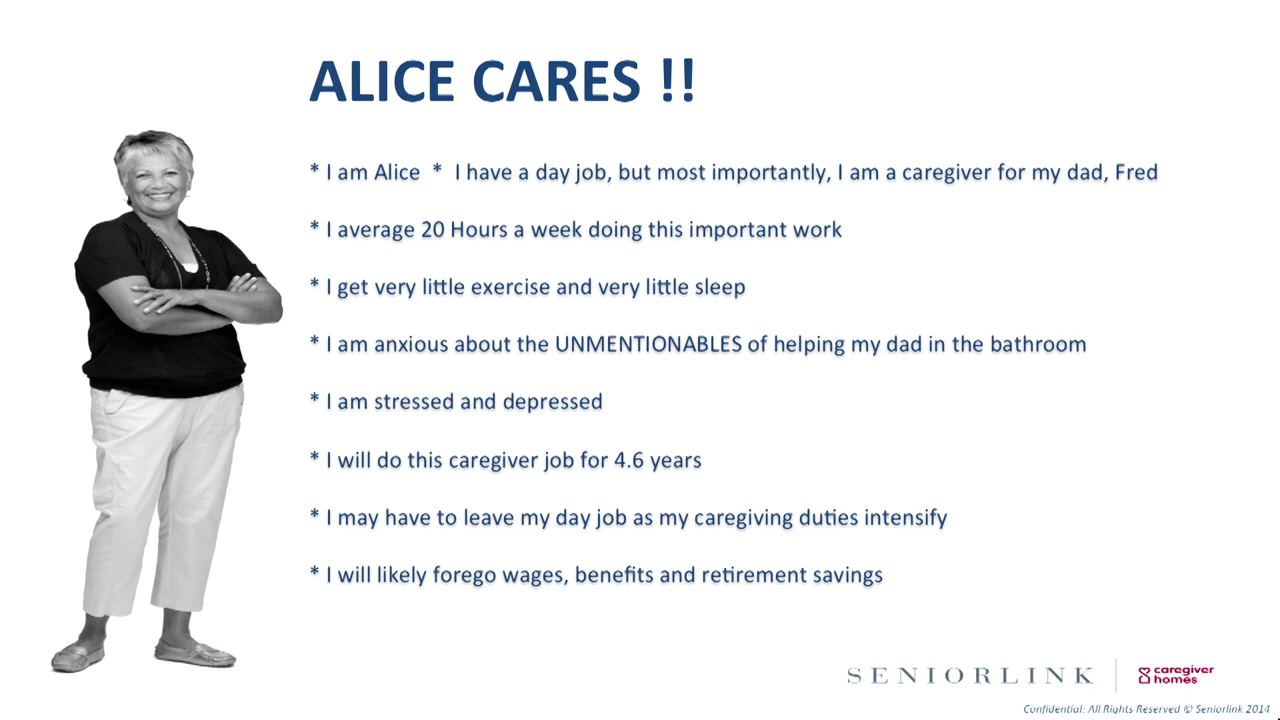 ALICE CARES !!
* I am Alice * I have a day job, but most importantly, I am a caregiver for my dad, Fred
* I average 20 Hours a week doing this important work
* I get very little exercise and very little sleep
* I am anxious about the UNMENTIONABLES of helping my dad in the bathroom
* I am stressed and depressed
* I will do this caregiver job for 4.6 years
* I may have to leave my day job as my caregiving duties intensify
* I will likely forego wages, benefits and retirement savings
SENIORLINK
caregiver
homes
Confidential: All Rights Reserved © Seniorlink 2014